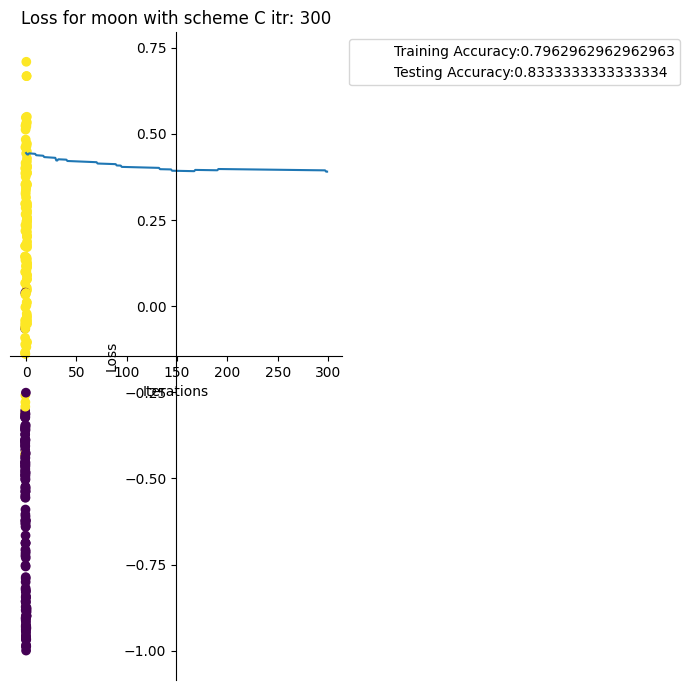 Loss for moon with scheme C itr: 300
Training Accuracy:0.7962962962962963
Testing Accuracy:0.8333333333333334
0.75
0.50
0.25
0.00
Loss
0 50 100 150 200 250 300
Iterations
−0.25
−0.50
−0.75
−1.00